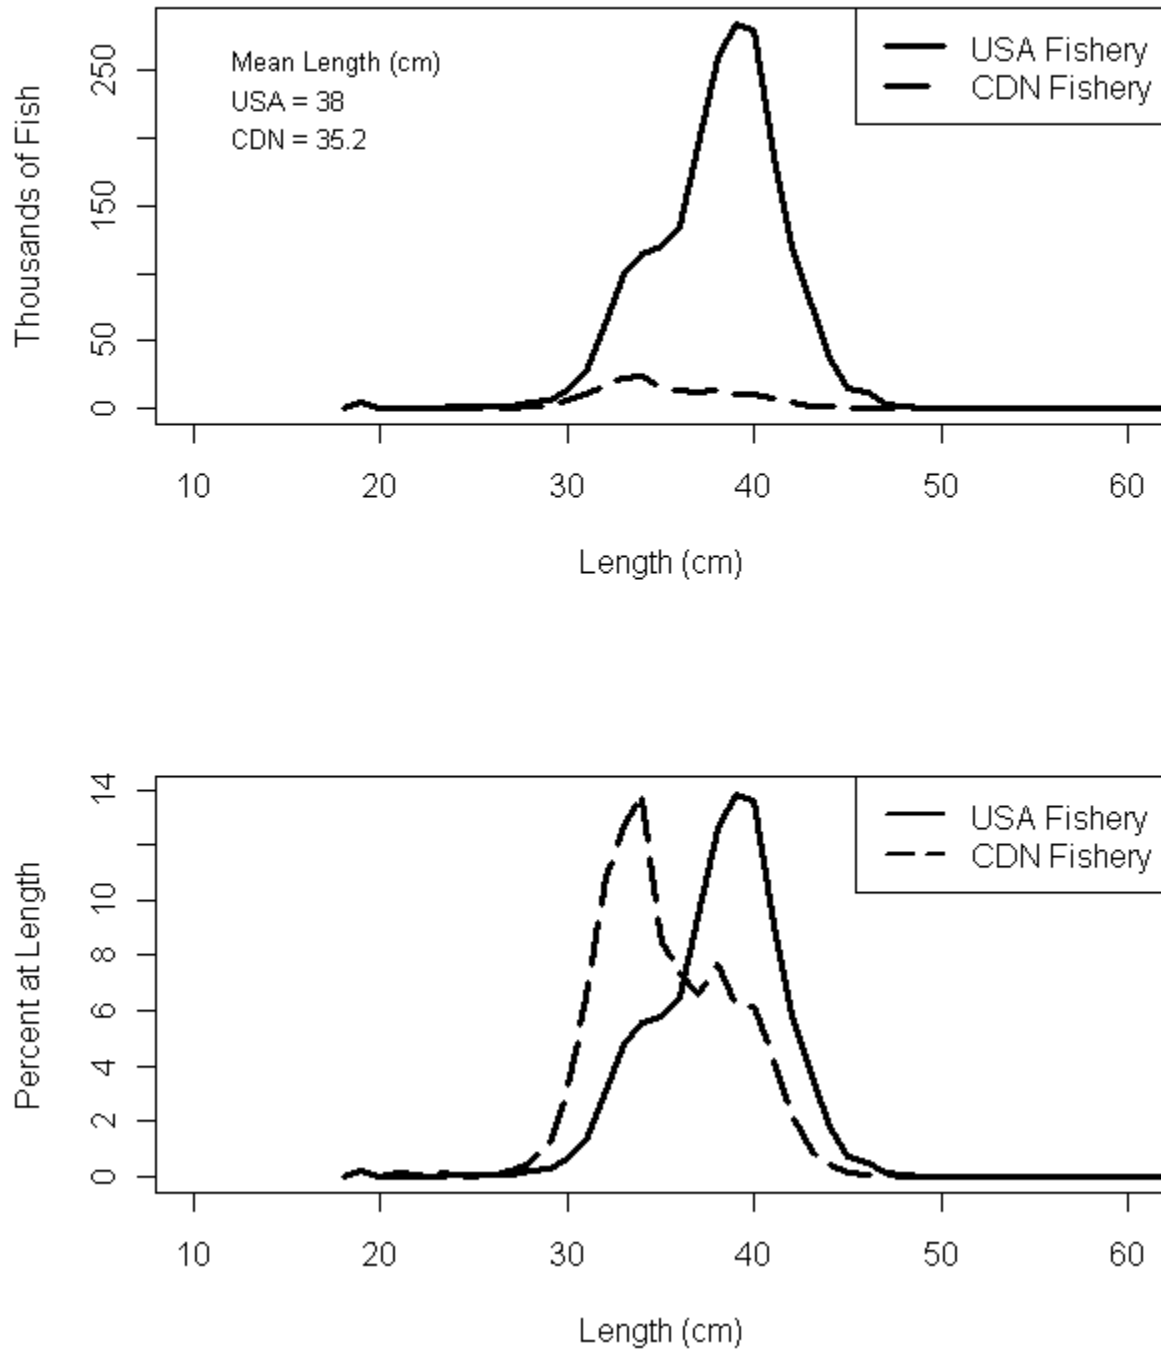 Thousands of Fish
250
150
50
0
Mean Length (cm)
USA = 38
CDN = 35.2
USA Fishery
CDN Fishery
10 20 30 40 50 60
Length (cm)
Percent at Length
14
10
8
6
4
2
0
USA Fishery
CDN Fishery
10 20 30 40 50 60
Length (cm)